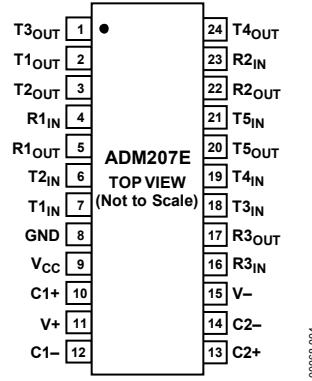 T3OUT 1 24 T4OUT
T1OUT 2 23 R2IN
T2OUT 3 22 R2OUT
R1IN 4 21 T5IN
R1OUT 5 20 T5OUT
ADM207E
T2IN 6 19 T4IN
TOP VIEW
(Not to Scale)
T1IN 7 18 T3IN
GND 8 17 R3OUT
VCC 9 16 R3IN
C1+ 10 15 V–
V+ 11 14 C2–
C1– 12 13 C2+